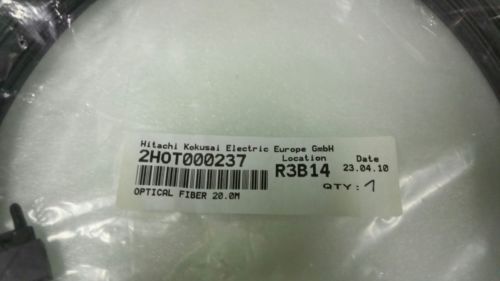 Hitachi Kokusai Electric Europe GmbH
2HOT000237 Location Date
R3B14 23.04.10
QTY: 1
OPTICAL FIBER 20.0M